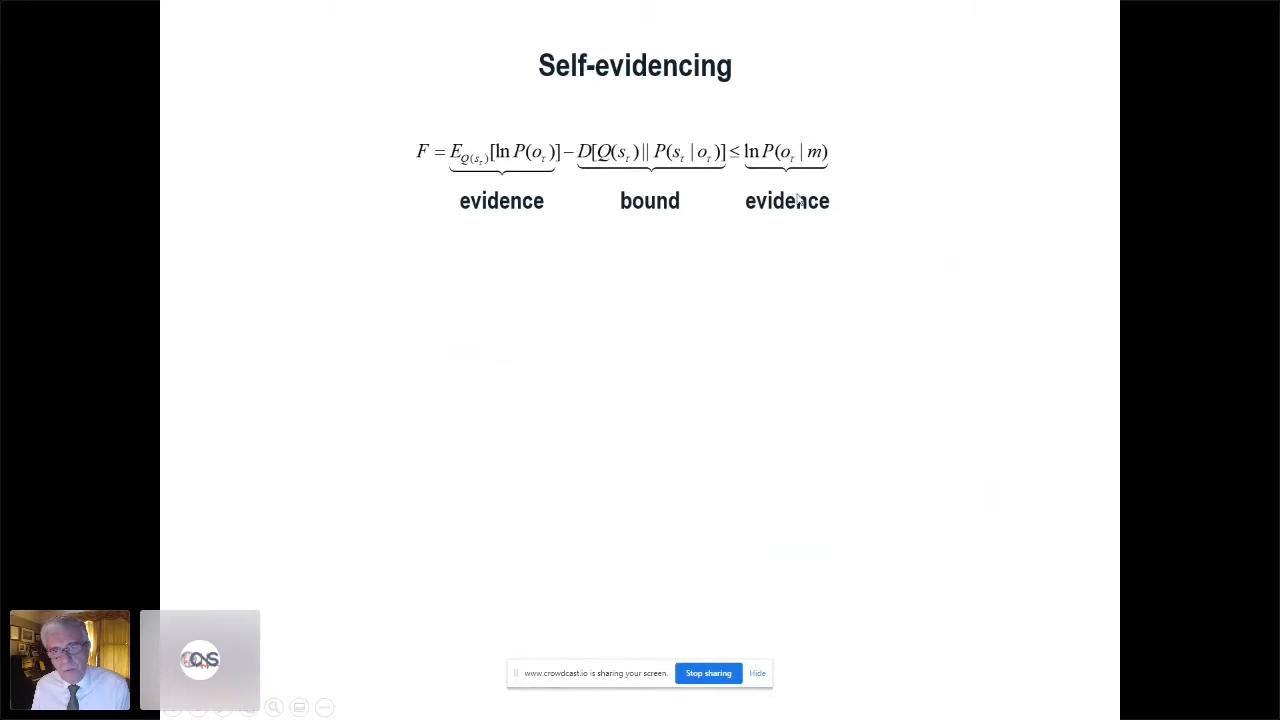 Self-evidencing
F = E_{Q(s_τ)}[ln P(o_τ)] − D[Q(s_τ) || P(s_τ | o_τ)] ≤ ln P(o_τ | m)
evidence bound evidence
www.crowdcast.io is sharing your screen. Stop sharing Hide